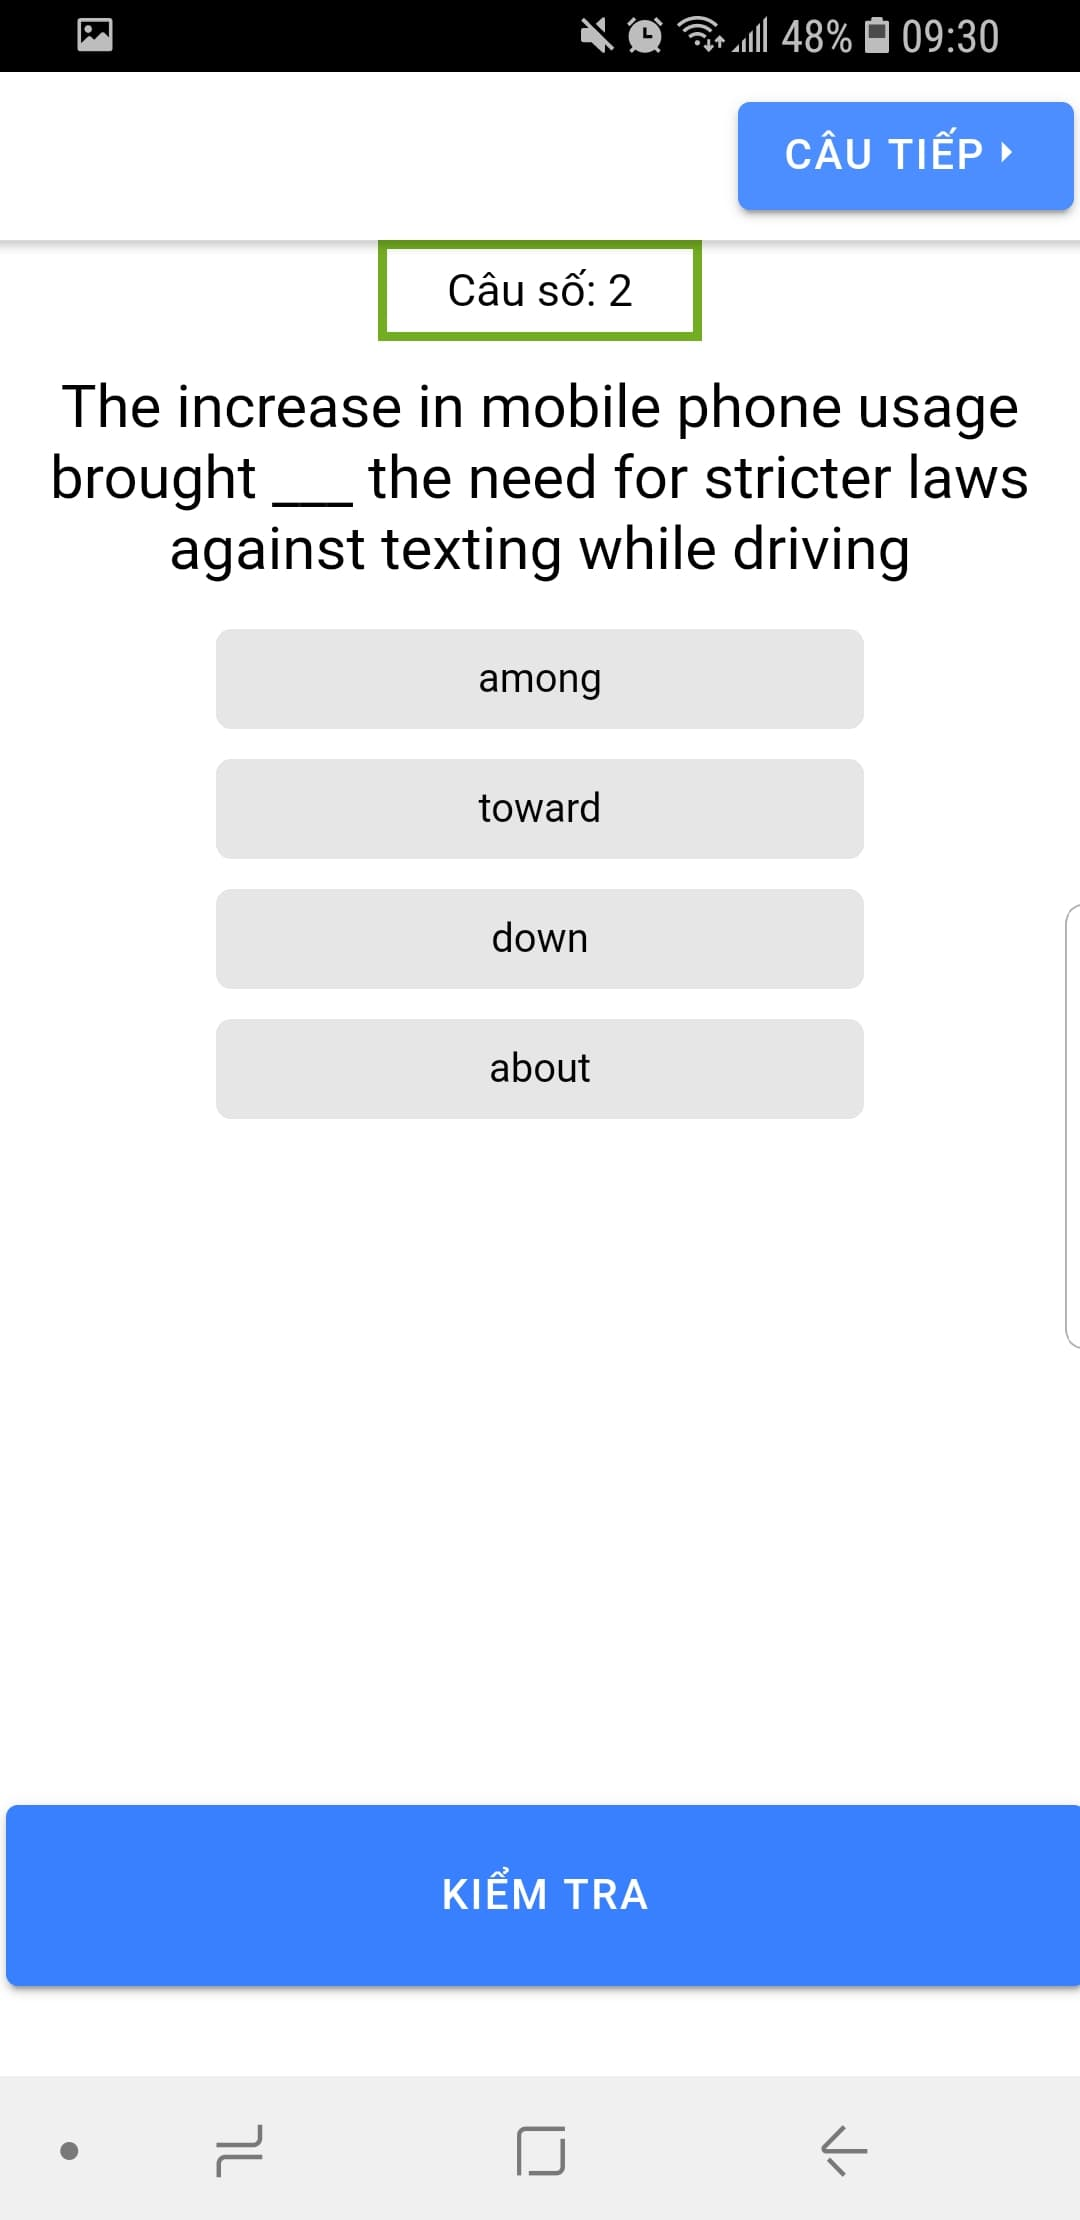 48% 09:30
CÂU TIẾP
Câu số: 2
The increase in mobile phone usage
brought ___ the need for stricter laws
against texting while driving
among
toward
down
about
KIỂM TRA